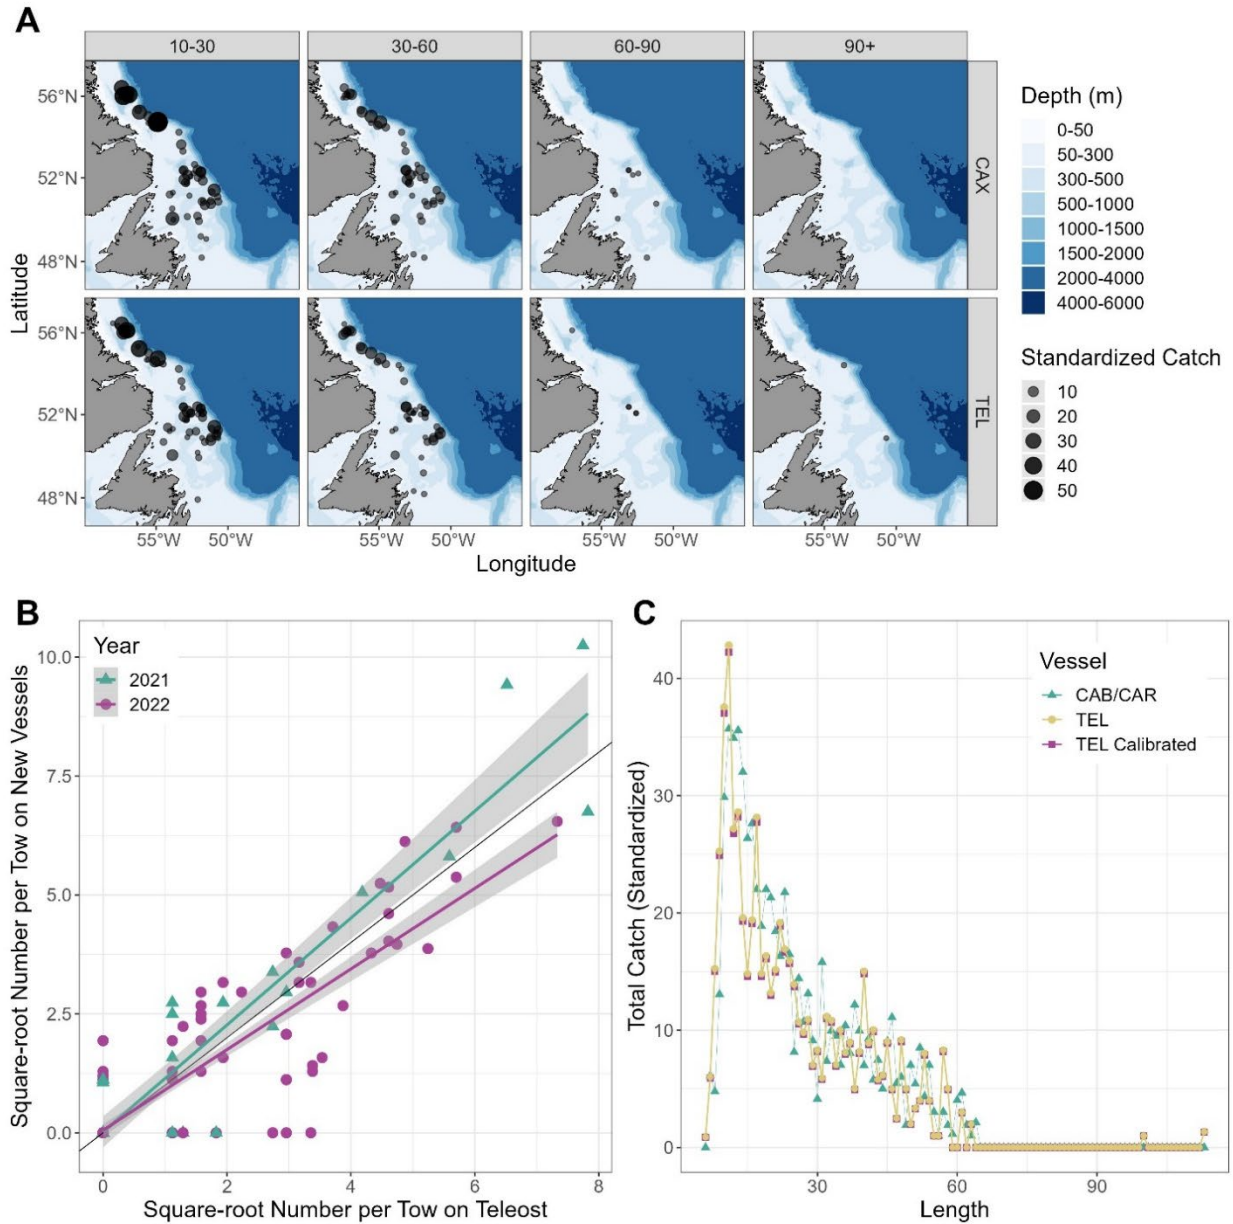 A
10-30 30-60 60-90 90+
56°N
52°N
48°N
CAX
56°N
52°N
48°N
TEL
Latitude
55°W 50°W 55°W 50°W 55°W 50°W 55°W 50°W
Longitude
Depth (m)
0-50
50-300
300-500
500-1000
1000-1500
1500-2000
2000-4000
4000-6000
Standardized Catch
10
20
30
40
50
B
Year
2021
2022
Square-root Number per Tow on New Vessels
10.0
7.5
5.0
2.5
0.0
0 2 4 6 8
Square-root Number per Tow on Teleost
C
Vessel
CAB/CAR
TEL
TEL Calibrated
Total Catch (Standardized)
40
30
20
10
0
30 60 90
Length